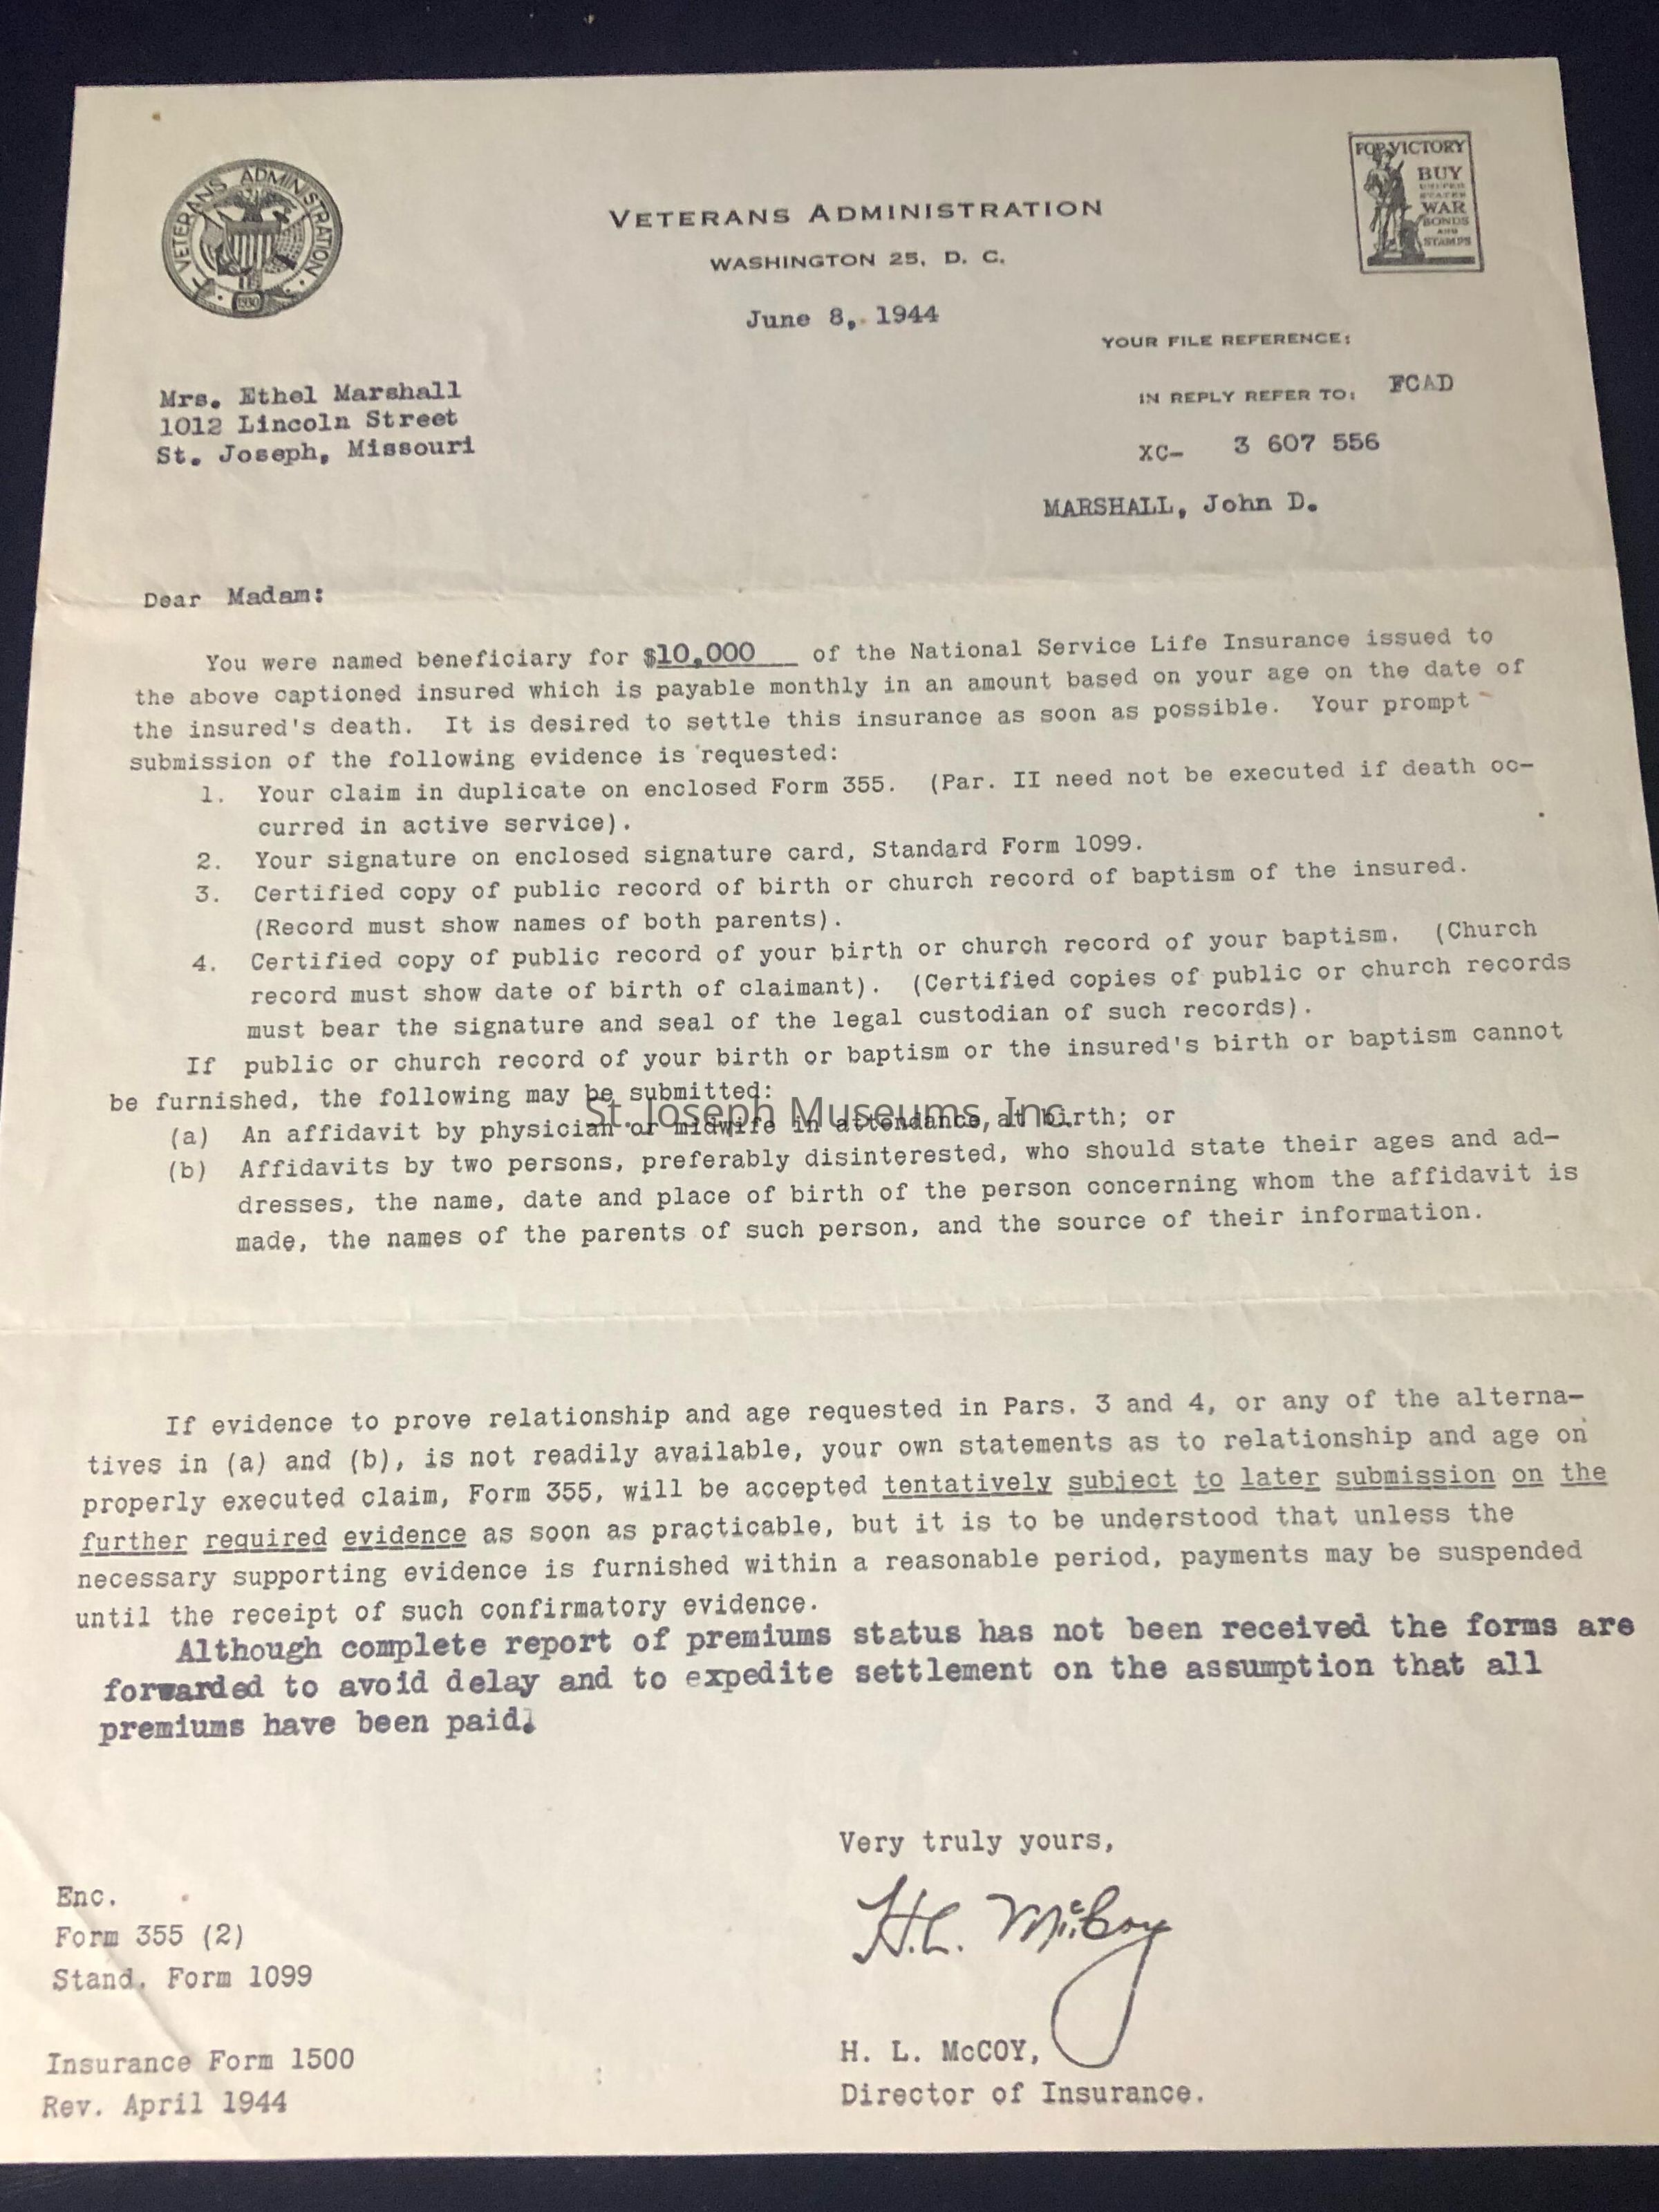 VETERANS ADMINISTRATION
1930
FOR VICTORY
BUY
UNITED
STATES
WAR
BONDS
AND
STAMPS
VETERANS ADMINISTRATION
WASHINGTON 25, D. C.
June 8, 1944
YOUR FILE REFERENCE:
Mrs. Ethel Marshall
1012 Lincoln Street
St. Joseph, Missouri
IN REPLY REFER TO: FCAD
XC- 3 607 556
MARSHALL, John D.
Dear Madam:
You were named beneficiary for $10,000 of the National Service Life Insurance issued to
the above captioned insured which is payable monthly in an amount based on your age on the date of
the insured's death. It is desired to settle this insurance as soon as possible. Your prompt
submission of the following evidence is requested:
1. Your claim in duplicate on enclosed Form 355. (Par. II need not be executed if death oc-
curred in active service).
2. Your signature on enclosed signature card, Standard Form 1099.
3. Certified copy of public record of birth or church record of baptism of the insured.
(Record must show names of both parents).
4. Certified copy of public record of your birth or church record of your baptism. (Church
record must show date of birth of claimant). (Certified copies of public or church records
must bear the signature and seal of the legal custodian of such records).
If public or church record of your birth or baptism or the insured's birth or baptism cannot
be furnished, the following may be submitted:
St. Joseph Museums, Inc.
(a) An affidavit by physician or midwife in attendance at birth; or
(b) Affidavits by two persons, preferably disinterested, who should state their ages and ad-
dresses, the name, date and place of birth of the person concerning whom the affidavit is
made, the names of the parents of such person, and the source of their information.
If evidence to prove relationship and age requested in Pars. 3 and 4, or any of the alterna-
tives in (a) and (b), is not readily available, your own statements as to relationship and age on
properly executed claim, Form 355, will be accepted tentatively subject to later submission on the
further required evidence as soon as practicable, but it is to be understood that unless the
necessary supporting evidence is furnished within a reasonable period, payments may be suspended
until the receipt of such confirmatory evidence.
Although complete report of premiums status has not been received the forms are
forwarded to avoid delay and to expedite settlement on the assumption that all
premiums have been paid.
Very truly yours,
H.L. McCoy
Enc.
Form 355 (2)
Stand. Form 1099
H. L. McCOY,
Director of Insurance.
Insurance Form 1500
Rev. April 1944